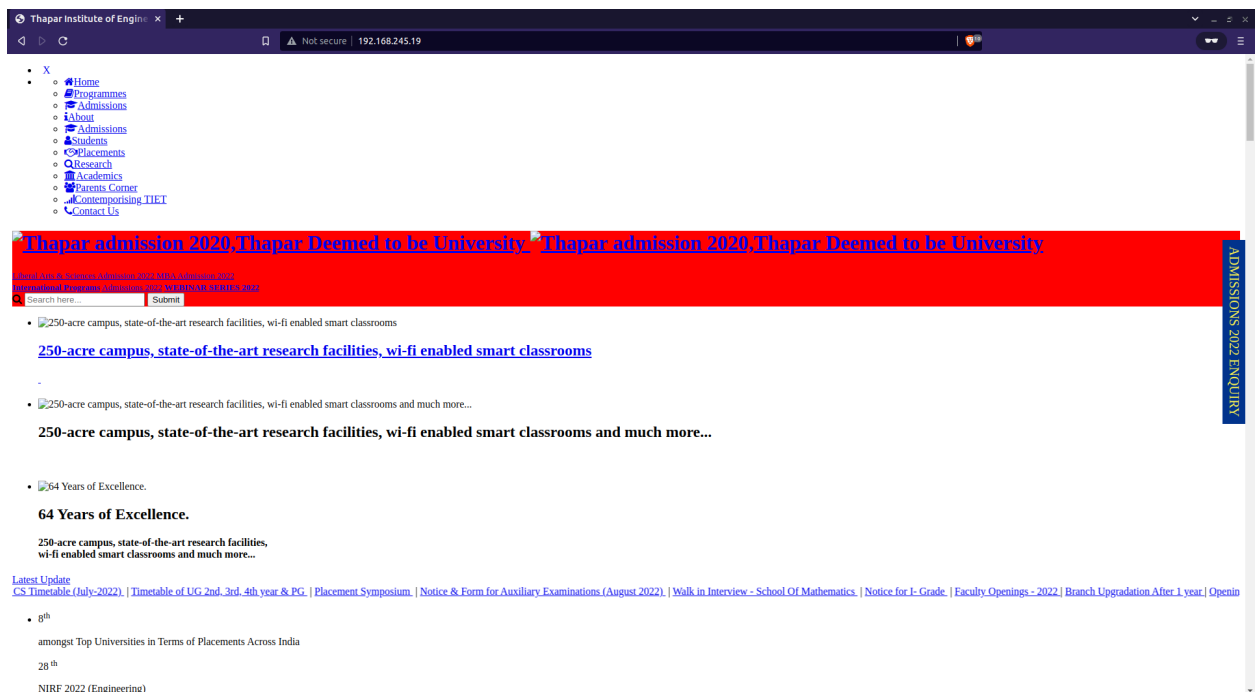 Thapar Institute of Engine
Not secure | 192.168.245.19
X
Home
Programmes
Admissions
About
Admissions
Students
Placements
Research
Academics
Parents Corner
Contemporising TIET
Contact Us
Thapar admission 2020,Thapar Deemed to be University Thapar admission 2020,Thapar Deemed to be University
Liberal Arts & Sciences Admission 2022 MBA Admission 2022
International Programs Admissions 2022 WEBINAR SERIES 2022
Search here... Submit
ADMISSIONS 2022 ENQUIRY
250-acre campus, state-of-the-art research facilities, wi-fi enabled smart classrooms
250-acre campus, state-of-the-art research facilities, wi-fi enabled smart classrooms
250-acre campus, state-of-the-art research facilities, wi-fi enabled smart classrooms and much more...
250-acre campus, state-of-the-art research facilities, wi-fi enabled smart classrooms and much more...
64 Years of Excellence.
64 Years of Excellence.
250-acre campus, state-of-the-art research facilities,
wi-fi enabled smart classrooms and much more...
Latest Update
CS Timetable (July-2022) | Timetable of UG 2nd, 3rd, 4th year & PG | Placement Symposium | Notice & Form for Auxiliary Examinations (August 2022) | Walk in Interview - School Of Mathematics | Notice for I- Grade | Faculty Openings - 2022 | Branch Upgradation After 1 year | Openin
8th
amongst Top Universities in Terms of Placements Across India
28 th
NIRF 2022 (Engineering)